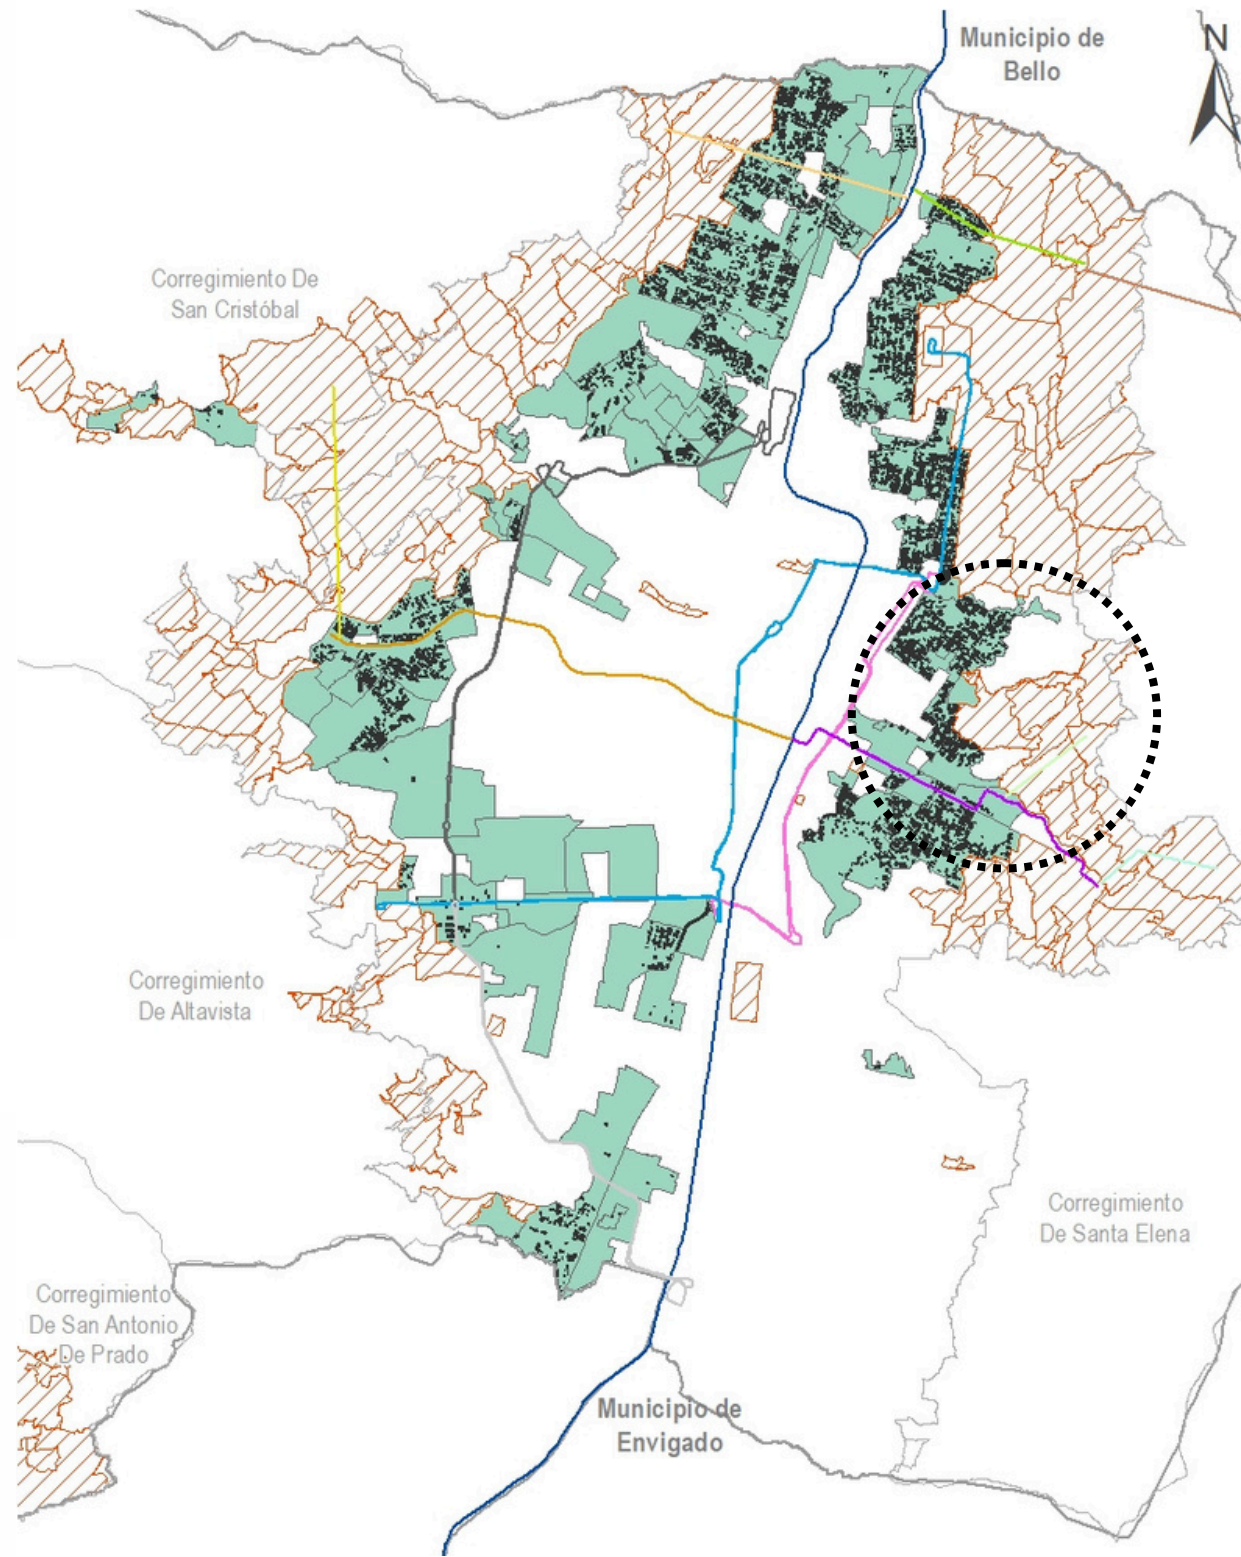 Municipio de
Bello
N
Corregimiento De
San Cristóbal
Corregimiento
De Altavista
Corregimiento
De Santa Elena
Corregimiento
De San Antonio
De Prado
Municipio de
Envigado